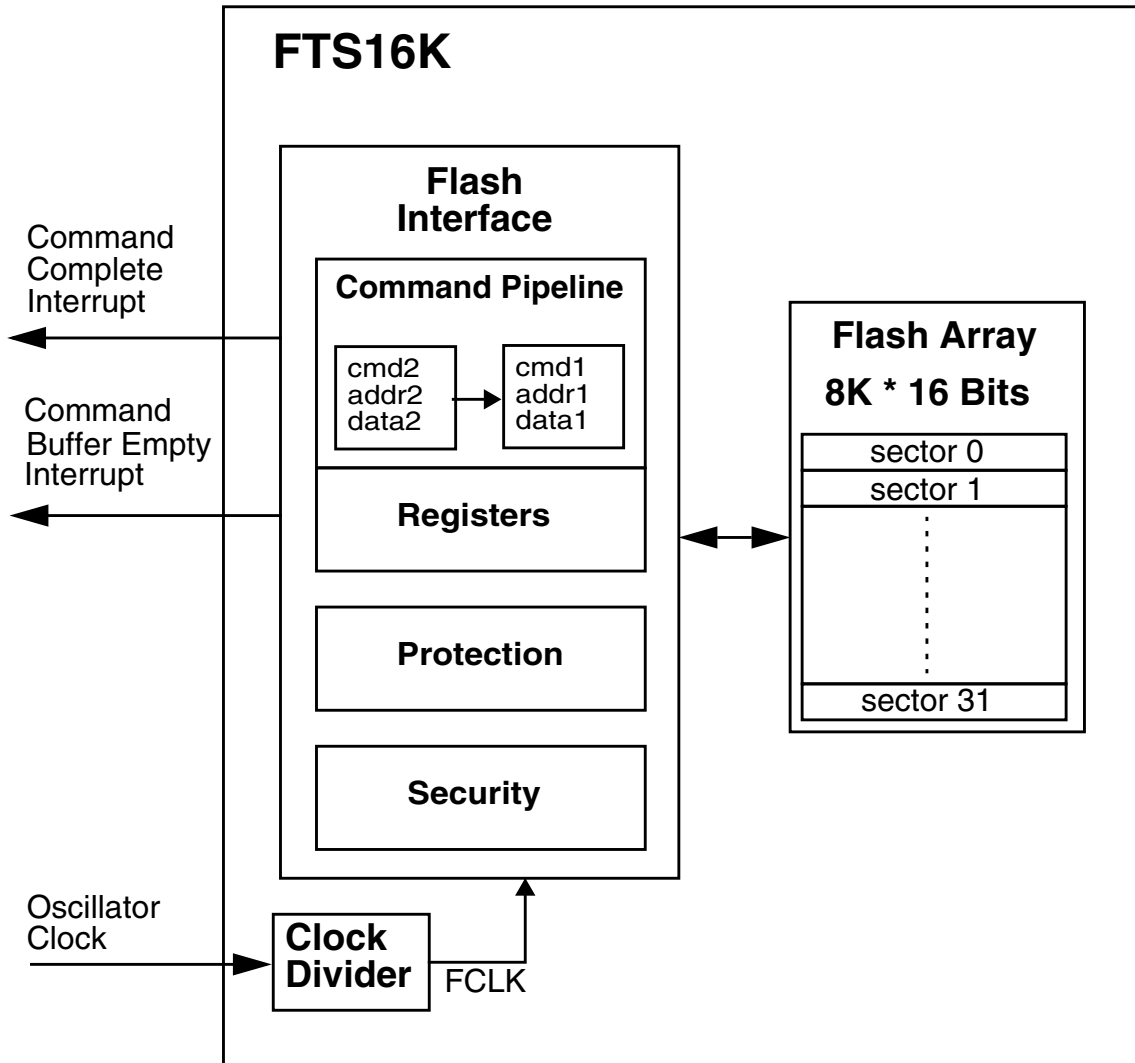 FTS16K
Flash
Interface
Command
Complete
Interrupt
Command Pipeline
cmd2
addr2
data2
cmd1
addr1
data1
Flash Array
8K * 16 Bits
sector 0
sector 1
sector 31
Command
Buffer Empty
Interrupt
Registers
Protection
Security
Oscillator
Clock
Clock
Divider
FCLK